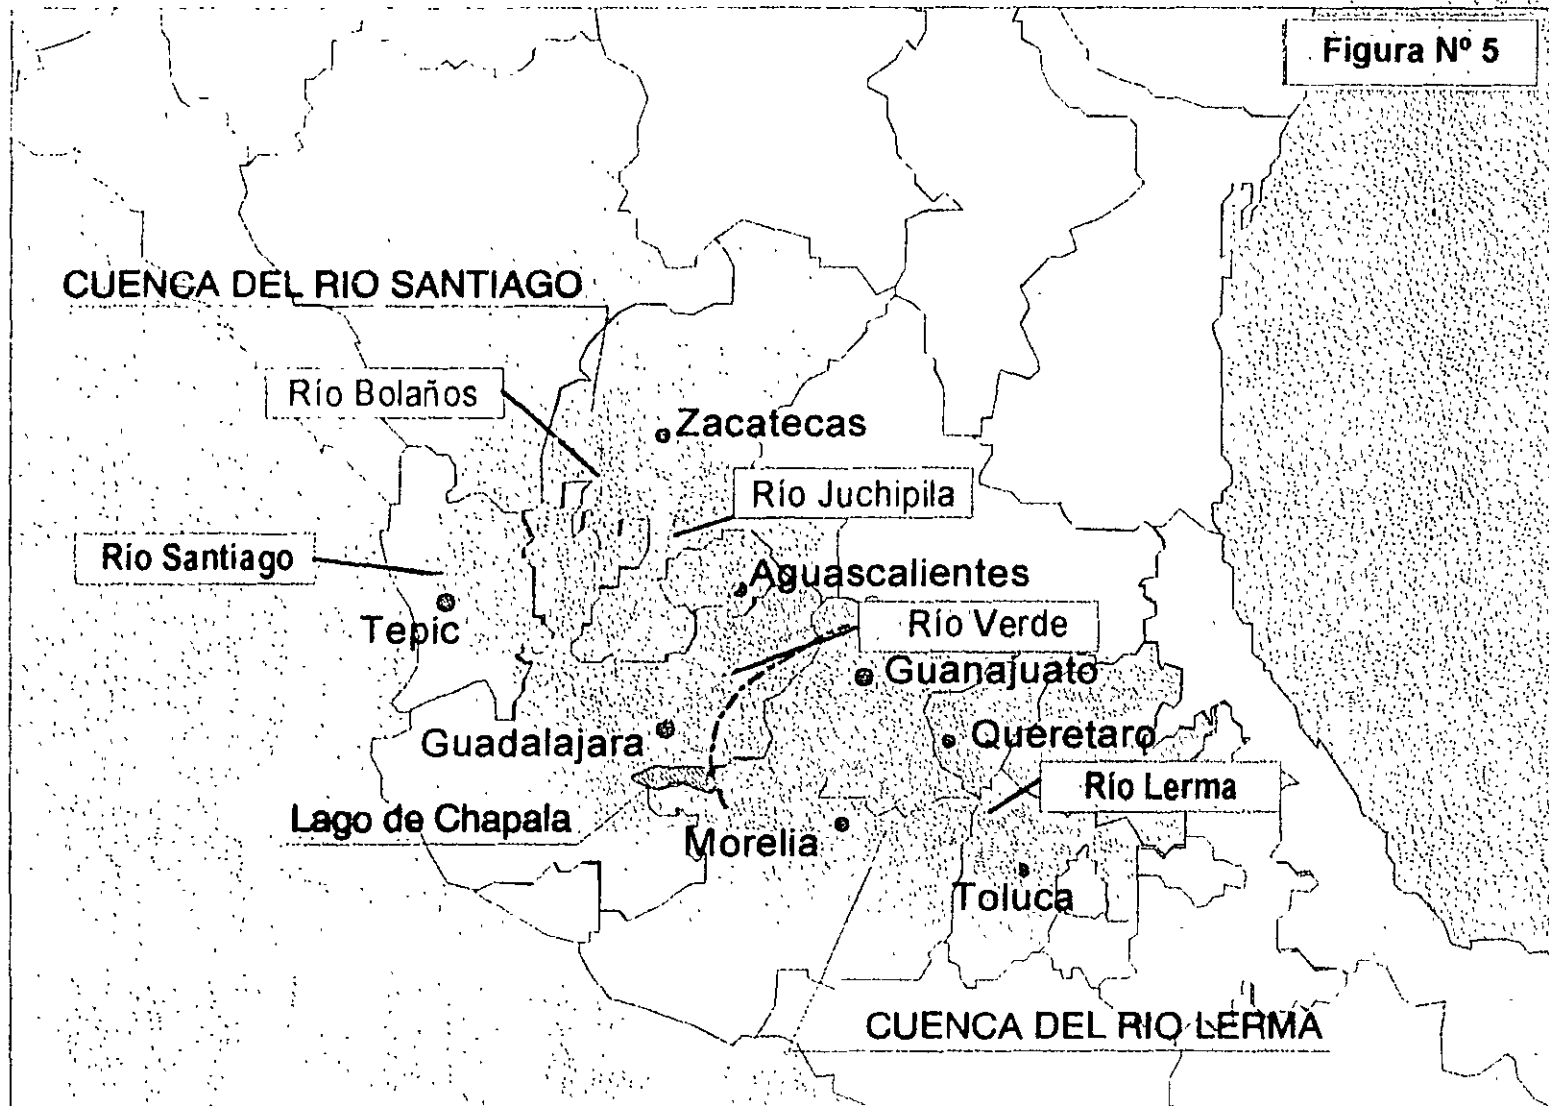 Figura Nº 5
CUENCA DEL RIO SANTIAGO
Río Bolaños
Zacatecas
Río Juchipila
Río Santiago
Aguascalientes
Tepic
Río Verde
Guanajuato
Guadalajara
Queretaro
Río Lerma
Lago de Chapala
Morelia
Toluca
CUENCA DEL RIO LERMA